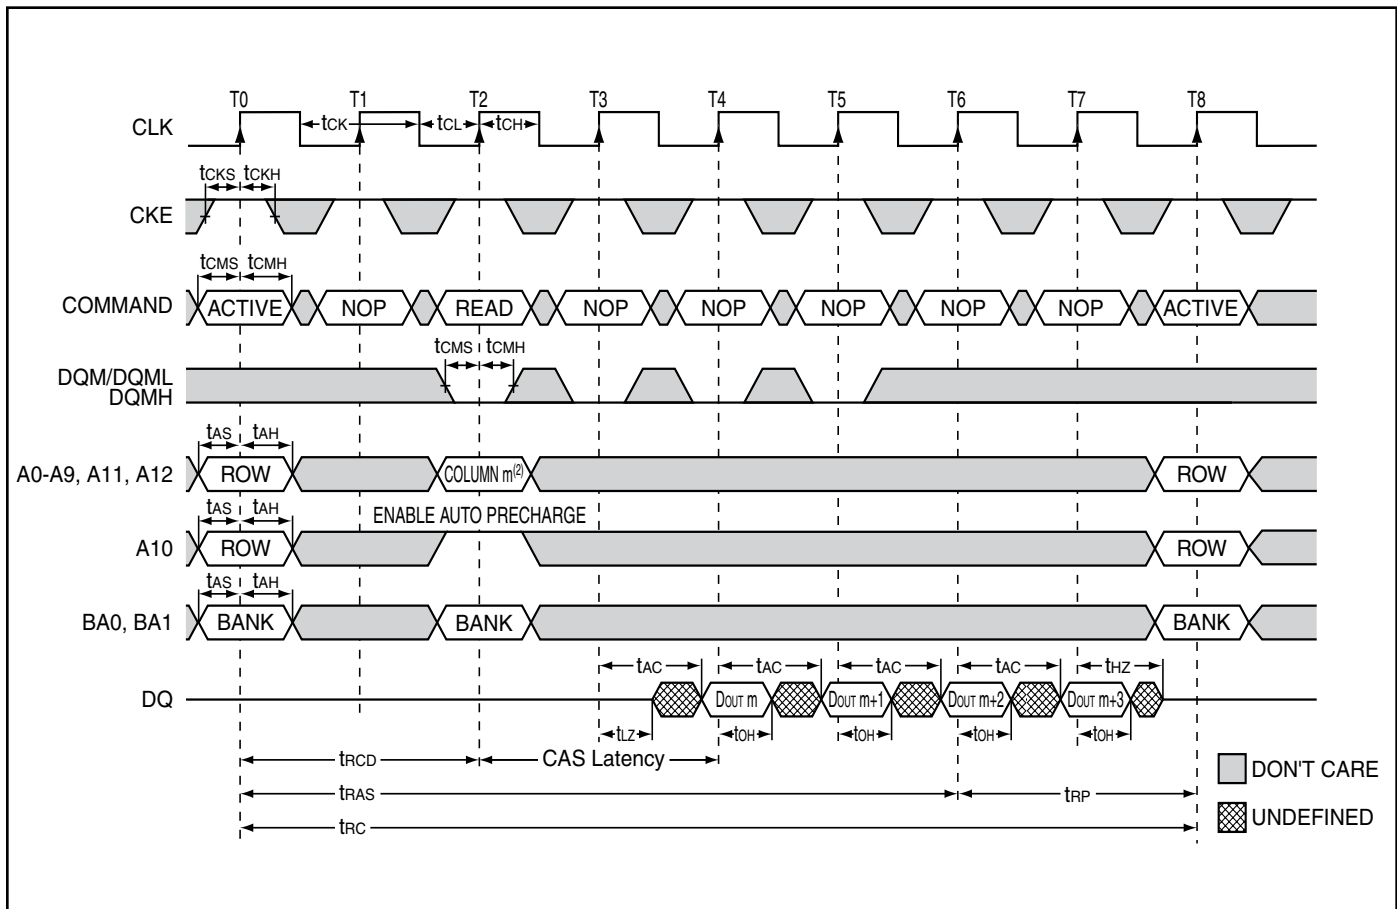 T0 T1 T2 T3 T4 T5 T6 T7 T8
CLK tCK tCL tCH
tCKS tCKH
CKE
tCMS tCMH
COMMAND ACTIVE NOP READ NOP NOP NOP NOP NOP ACTIVE
tCMS tCMH
DQM/DQML
DQMH
tAS tAH
A0-A9, A11, A12 ROW COLUMN m(2) ROW
tAS tAH ENABLE AUTO PRECHARGE
A10 ROW ROW
tAS tAH
BA0, BA1 BANK BANK BANK
tAC tAC tAC tAC tHZ
DQ DOUT m DOUT m+1 DOUT m+2 DOUT m+3
tLZ tOH tOH tOH tOH
tRCD CAS Latency
DON'T CARE
tRAS tRP
UNDEFINED
tRC